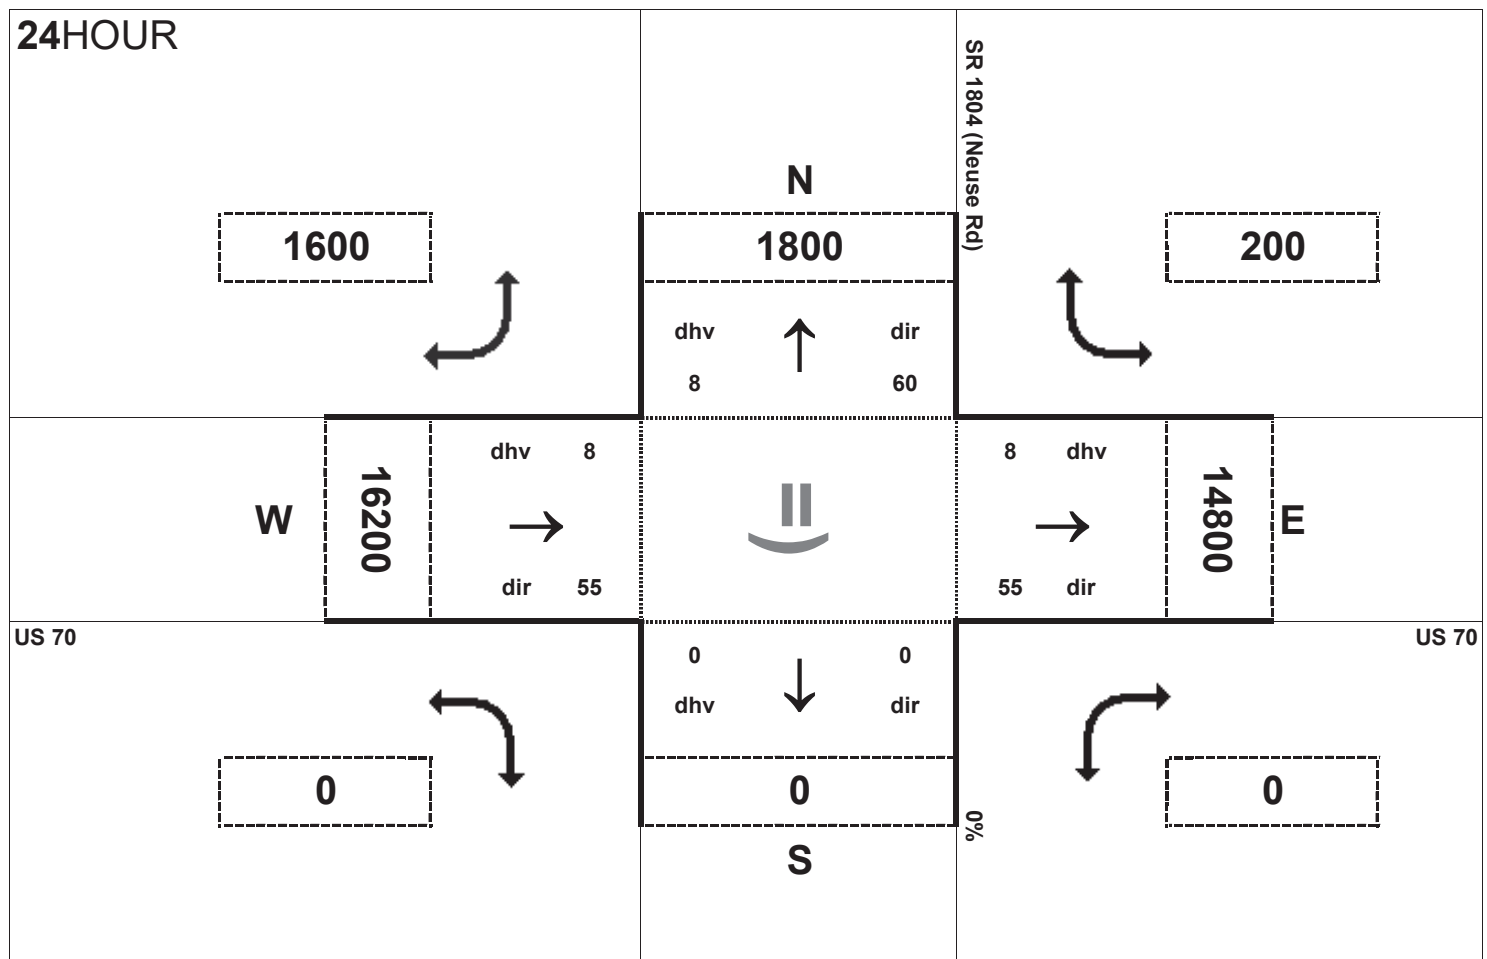 24HOUR
SR 1804 (Neuse Rd)
N
1600
1800
200
dhv
dir
8
60
dhv 8
8 dhv
W
16200
14800
E
dir 55
55 dir
US 70
US 70
0
0
dhv
dir
0
0
0
0%
S